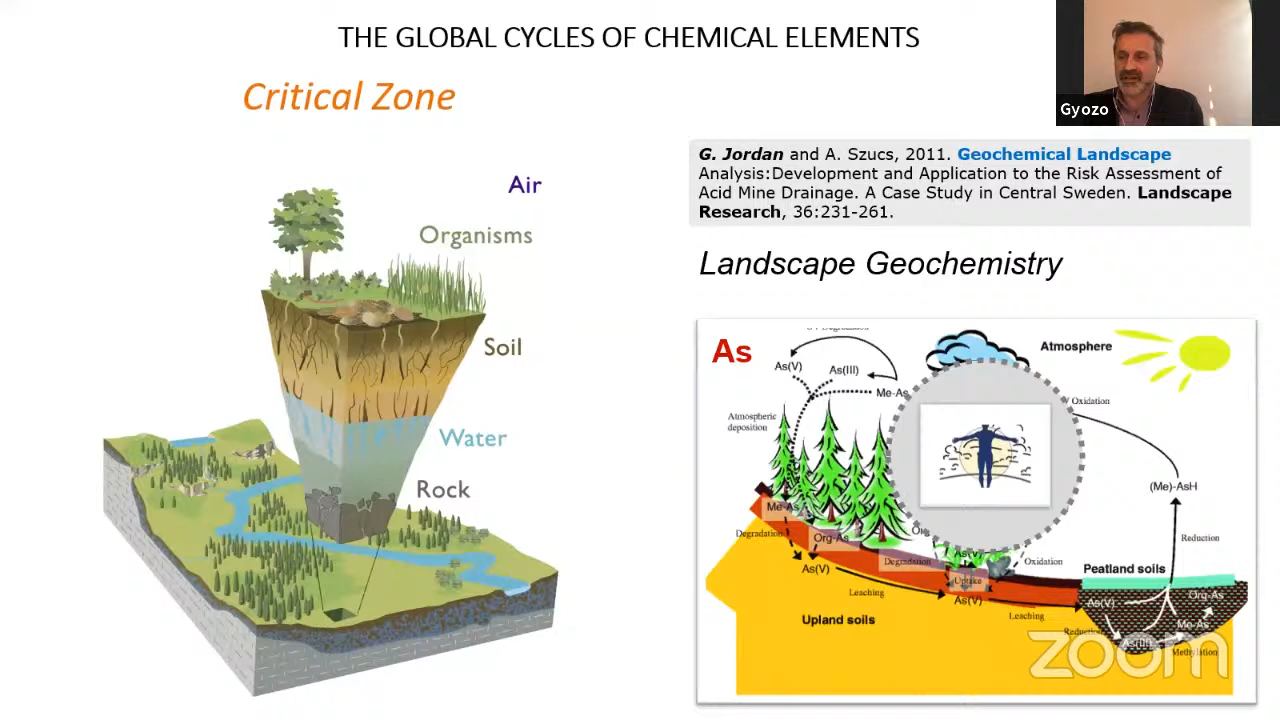 THE GLOBAL CYCLES OF CHEMICAL ELEMENTS
Gyozo
Critical Zone
Air
Organisms
Soil
Water
Rock
G. Jordan and A. Szucs, 2011. Geochemical Landscape
Analysis:Development and Application to the Risk Assessment of
Acid Mine Drainage. A Case Study in Central Sweden. Landscape
Research, 36:231-261.
Landscape Geochemistry
As
Atmosphere
As(V)
As(III)
Me-As
Oxidation
Atmospheric
deposition
(Me)-AsH
Me-As
Degradation
Org-As
Reduction
As(V)
Degradation
As(V)
Uptake
Oxidation
Peatland soils
As(V)
Leaching
Leaching
Upland soils
As(V)
Org-As
Me-As
Reduction
As(III)
Methylation
zoom